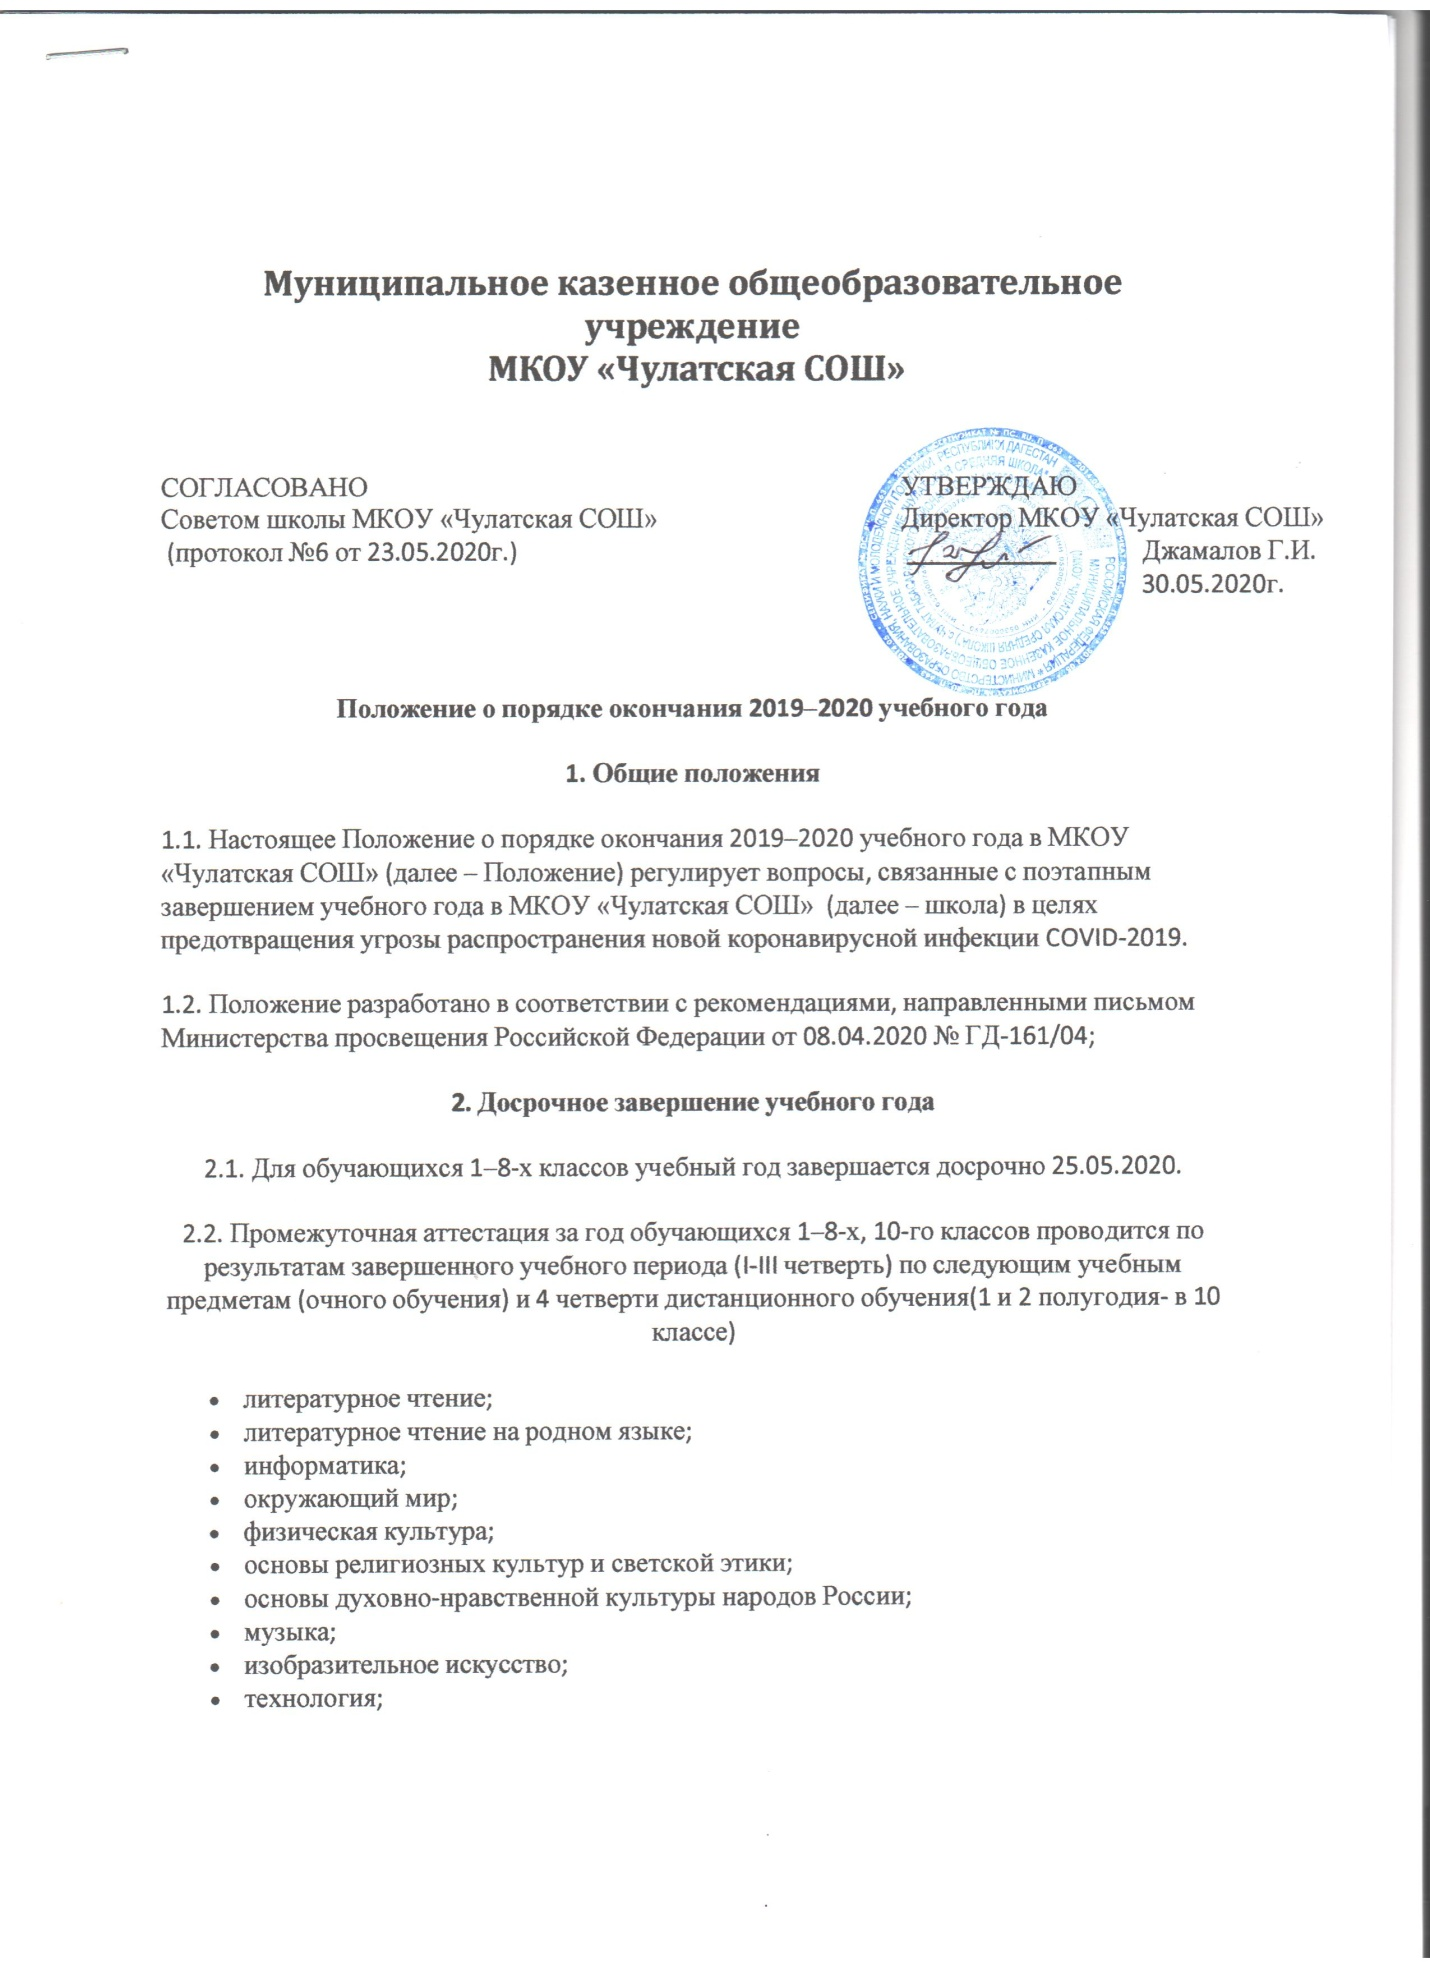 Муниципальное казенное общеобразовательное
учреждение
МКОУ «Чулатская СОШ»
СОГЛАСОВАНО
Советом школы МКОУ «Чулатская СОШ»
(протокол №6 от 23.05.2020г.)
УТВЕРЖДАЮ
Директор МКОУ «Чулатская СОШ»
Джамалов Г.И.
30.05.2020г.
Положение о порядке окончания 2019–2020 учебного года
1. Общие положения
1.1. Настоящее Положение о порядке окончания 2019–2020 учебного года в МКОУ
«Чулатская СОШ» (далее – Положение) регулирует вопросы, связанные с поэтапным
завершением учебного года в МКОУ «Чулатская СОШ» (далее – школа) в целях
предотвращения угрозы распространения новой коронавирусной инфекции COVID-2019.
1.2. Положение разработано в соответствии с рекомендациями, направленными письмом
Министерства просвещения Российской Федерации от 08.04.2020 № ГД-161/04;
2. Досрочное завершение учебного года
2.1. Для обучающихся 1–8-х классов учебный год завершается досрочно 25.05.2020.
2.2. Промежуточная аттестация за год обучающихся 1–8-х, 10-го классов проводится по
результатам завершенного учебного периода (I-III четверть) по следующим учебным
предметам (очного обучения) и 4 четверти дистанционного обучения(1 и 2 полугодия- в 10
классе)
• литературное чтение;
• литературное чтение на родном языке;
• информатика;
• окружающий мир;
• физическая культура;
• основы религиозных культур и светской этики;
• основы духовно-нравственной культуры народов России;
• музыка;
• изобразительное искусство;
• технология;